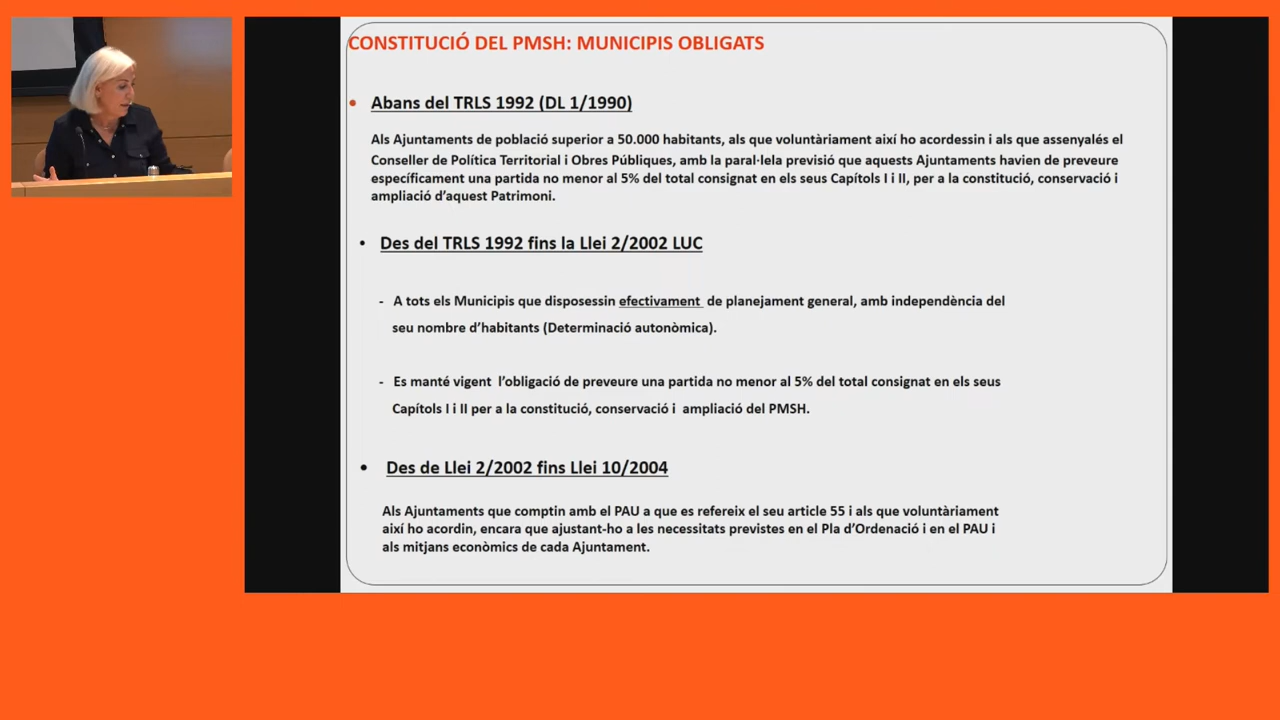 CONSTITUCIÓ DEL PMSH: MUNICIPIS OBLIGATS
• Abans del TRLS 1992 (DL 1/1990)
Als Ajuntaments de població superior a 50.000 habitants, als que voluntàriament així ho acordessin i als que assenyalés el
Conseller de Política Territorial i Obres Públiques, amb la paral·lela previsió que aquests Ajuntaments havien de preveure
específicament una partida no menor al 5% del total consignat en els seus Capítols I i II, per a la constitució, conservació i
ampliació d'aquest Patrimoni.
• Des del TRLS 1992 fins la Llei 2/2002 LUC
- A tots els Municipis que disposessin efectivament de planejament general, amb independència del
seu nombre d'habitants (Determinació autonòmica).
- Es manté vigent l'obligació de preveure una partida no menor al 5% del total consignat en els seus
Capítols I i II per a la constitució, conservació i ampliació del PMSH.
• Des de Llei 2/2002 fins Llei 10/2004
Als Ajuntaments que comptin amb el PAU a que es refereix el seu article 55 i als que voluntàriament
així ho acordin, encara que ajustant-ho a les necessitats previstes en el Pla d'Ordenació i en el PAU i
als mitjans econòmics de cada Ajuntament.